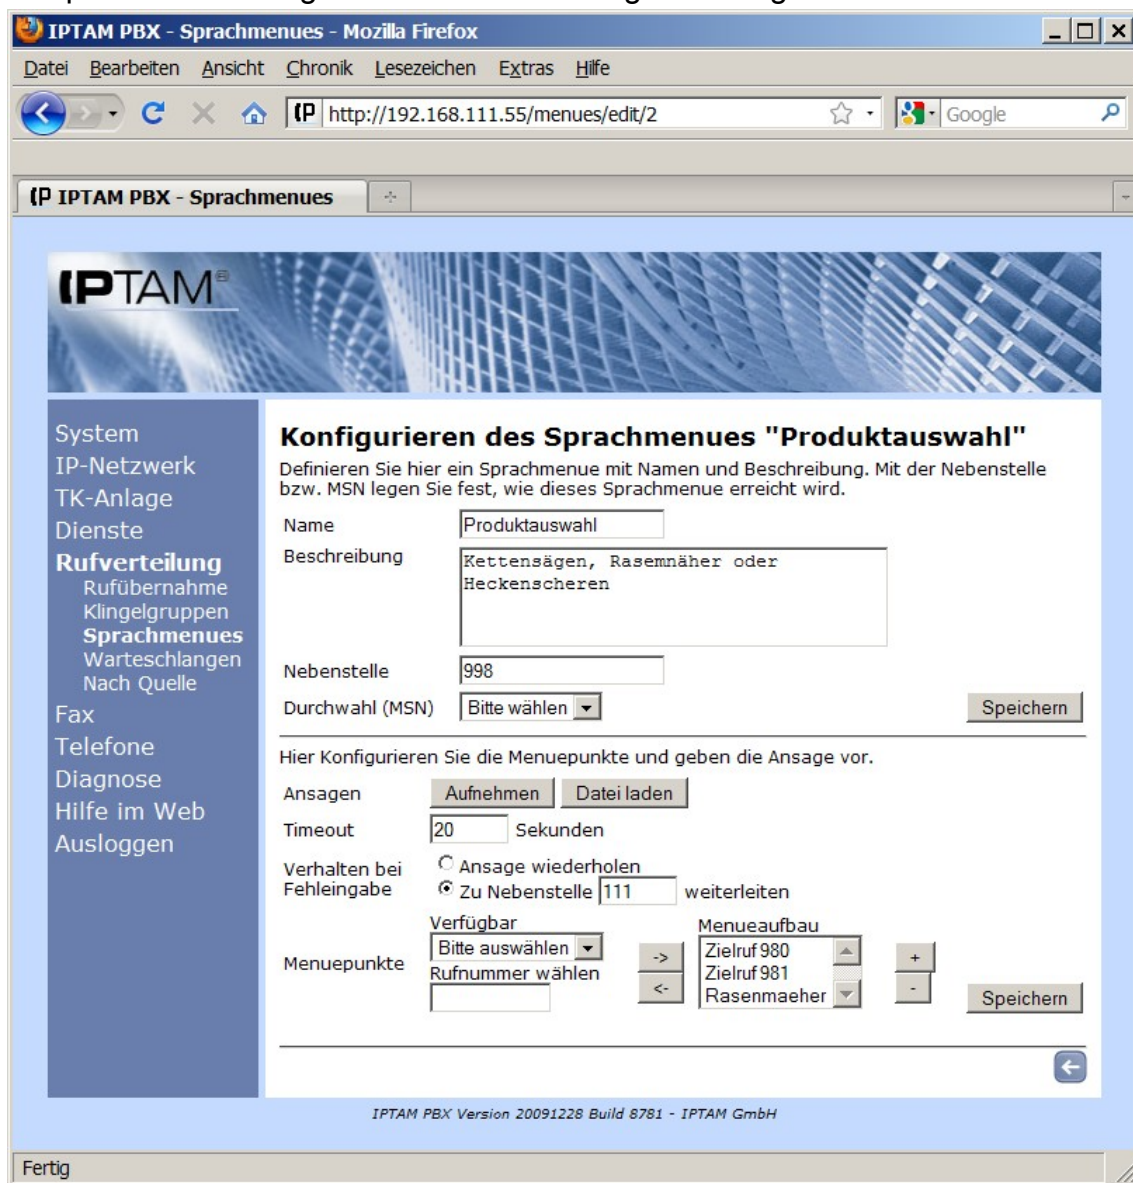 IPTAM PBX - Sprachmenues - Mozilla Firefox
Datei Bearbeiten Ansicht Chronik Lesezeichen Extras Hilfe
http://192.168.111.55/menues/edit/2 Google
IPTAM PBX - Sprachmenues
IPTAM®
System
IP-Netzwerk
TK-Anlage
Dienste
Rufverteilung
Rufübernahme
Klingelgruppen
Sprachmenues
Warteschlangen
Nach Quelle
Fax
Telefone
Diagnose
Hilfe im Web
Ausloggen
Konfigurieren des Sprachmenues "Produktauswahl"
Definieren Sie hier ein Sprachmenue mit Namen und Beschreibung. Mit der Nebenstelle
bzw. MSN legen Sie fest, wie dieses Sprachmenue erreicht wird.
Name Produktauswahl
Beschreibung Kettensägen, Rasemnäher oder
Heckenscheren
Nebenstelle 998
Durchwahl (MSN) Bitte wählen Speichern
Hier Konfigurieren Sie die Menuepunkte und geben die Ansage vor.
Ansagen Aufnehmen Datei laden
Timeout 20 Sekunden
Verhalten bei
Fehleingabe
Ansage wiederholen
Zu Nebenstelle 111 weiterleiten
Menuepunkte
Verfügbar
Bitte auswählen
Rufnummer wählen
->
<-
Menueaufbau
Zielruf 980
Zielruf 981
Rasenmaeher
+
-
Speichern
IPTAM PBX Version 20091228 Build 8781 - IPTAM GmbH
Fertig